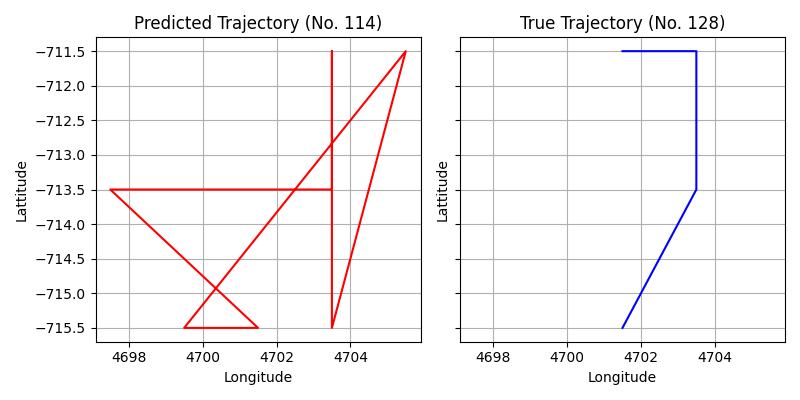 Predicted Trajectory (No. 114)
True Trajectory (No. 128)
−711.5
−712.0
−712.5
−713.0
−713.5
−714.0
−714.5
−715.0
−715.5
Lattitude
Lattitude
4698
4700
4702
4704
4698
4700
4702
4704
Longitude
Longitude